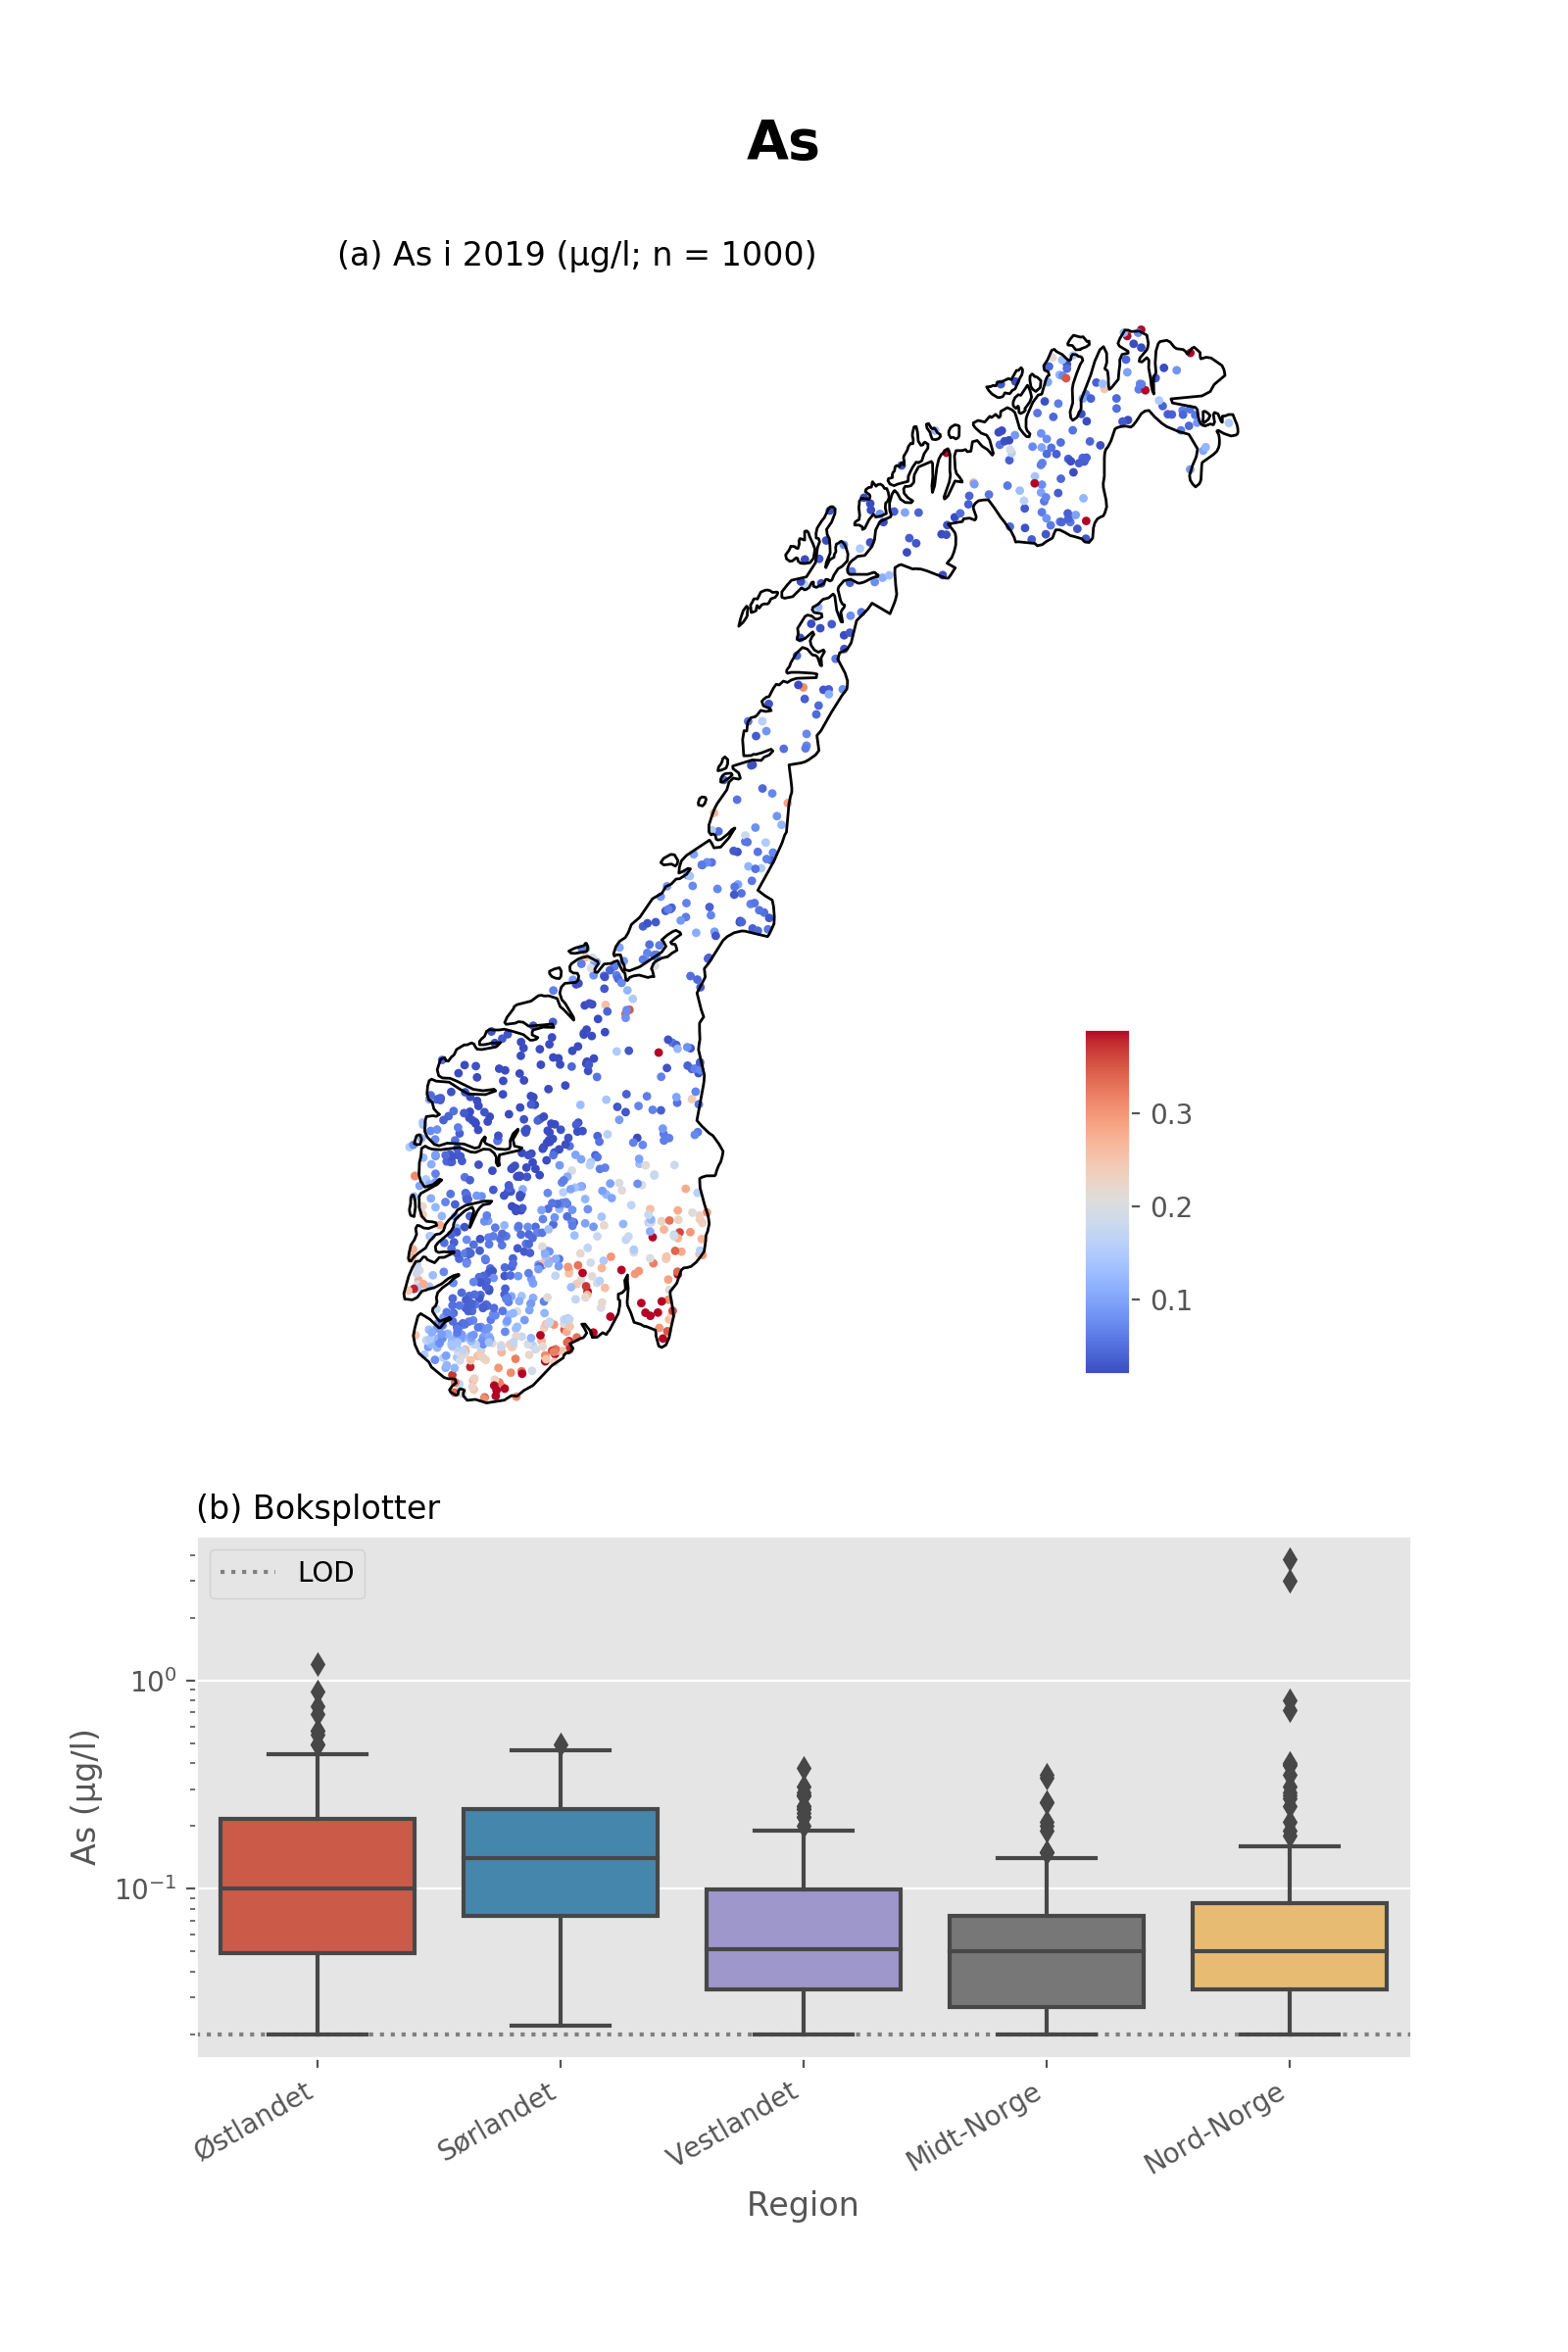 As
(a) As i 2019 (µg/l; n = 1000)
0.3
0.2
0.1
(b) Boksplotter
LOD
10⁰
10⁻¹
As (µg/l)
Østlandet
Sørlandet
Vestlandet
Midt-Norge
Nord-Norge
Region